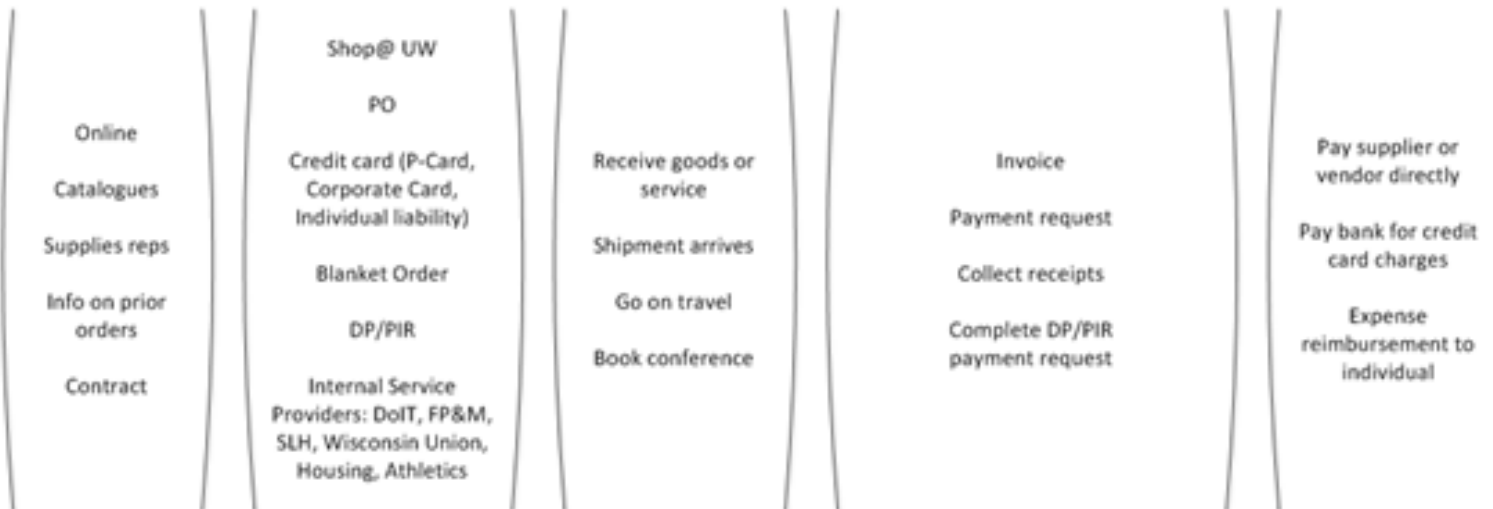 Online
Catalogues
Supplies reps
Info on prior
orders
Contract
Shop@ UW
PO
Credit card (P-Card,
Corporate Card,
Individual liability)
Blanket Order
DP/PIR
Internal Service
Providers: DoIT, FP&M,
SLH, Wisconsin Union,
Housing, Athletics
Receive goods or
service
Shipment arrives
Go on travel
Book conference
Invoice
Payment request
Collect receipts
Complete DP/PIR
payment request
Pay supplier or
vendor directly
Pay bank for credit
card charges
Expense
reimbursement to
individual